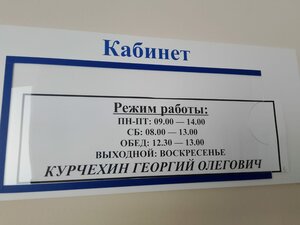 Кабинет
Режим работы:
ПН-ПТ: 09.00 — 14.00
СБ: 08.00 — 13.00
ОБЕД: 12.30 — 13.00
ВЫХОДНОЙ: ВОСКРЕСЕНЬЕ
КУРЧЕХИН ГЕОРГИЙ ОЛЕГОВИЧ